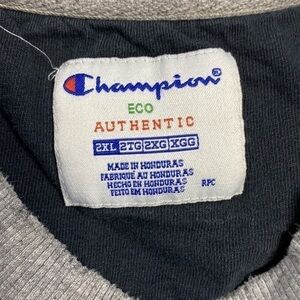 Champion®
ECO
AUTHENTIC
2XL 2TG 2XG XGG
MADE IN HONDURAS
FABRIQUÉ AU HONDURAS
HECHO EN HONDURAS
FEITO EM HONDURAS
RPC